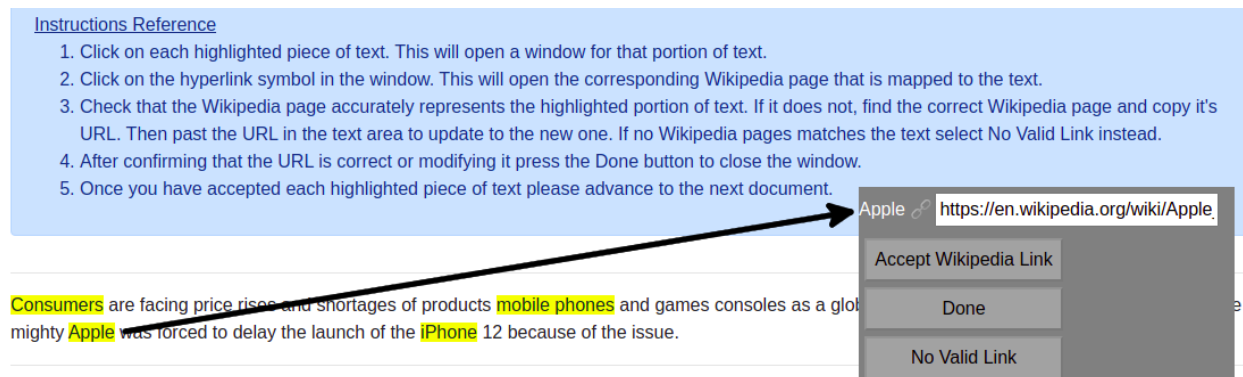 Instructions Reference
1. Click on each highlighted piece of text. This will open a window for that portion of text.
2. Click on the hyperlink symbol in the window. This will open the corresponding Wikipedia page that is mapped to the text.
3. Check that the Wikipedia page accurately represents the highlighted portion of text. If it does not, find the correct Wikipedia page and copy it's
URL. Then past the URL in the text area to update to the new one. If no Wikipedia pages matches the text select No Valid Link instead.
4. After confirming that the URL is correct or modifying it press the Done button to close the window.
5. Once you have accepted each highlighted piece of text please advance to the next document.
Apple https://en.wikipedia.org/wiki/Apple_
Accept Wikipedia Link
Done
No Valid Link
Consumers are facing price rises and shortages of products mobile phones and games consoles as a glo
mighty Apple was forced to delay the launch of the iPhone 12 because of the issue.